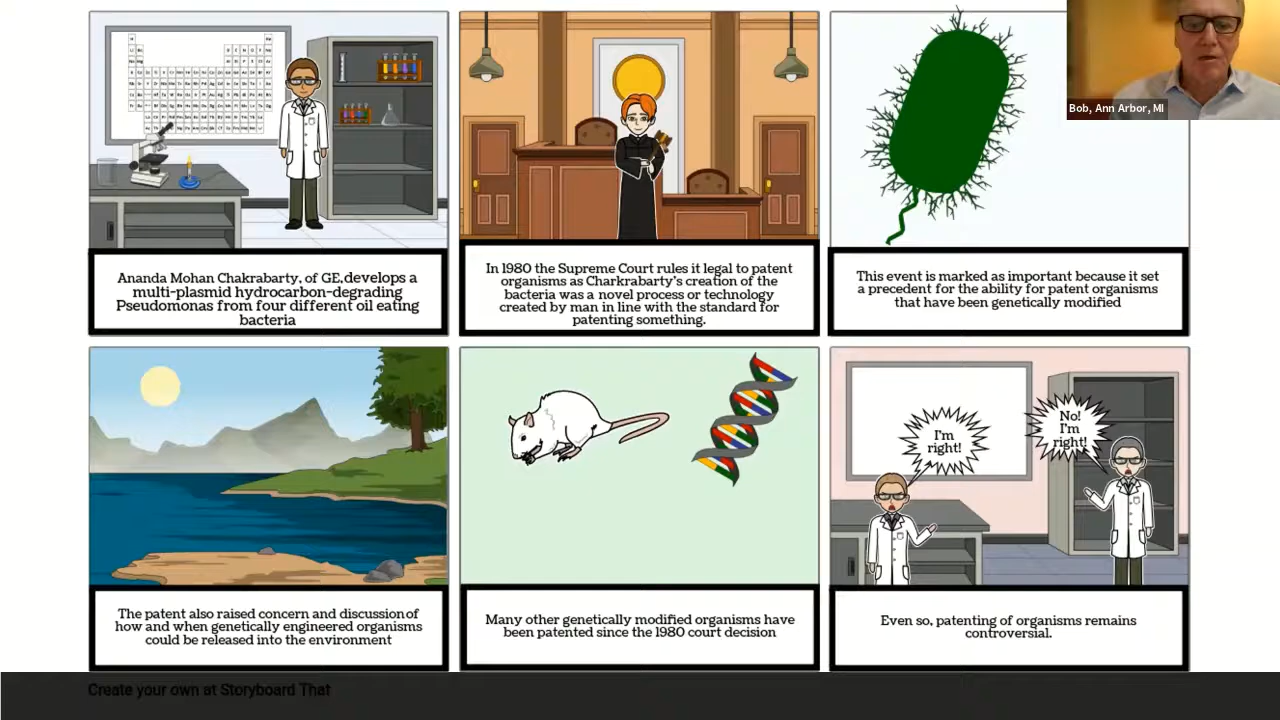 Bob, Ann Arbor, MI
Ananda Mohan Chakrabarty, of GE,develops a
multi-plasmid hydrocarbon-degrading
Pseudomonas from four different oil eating
bacteria
In 1980 the Supreme Court rules it legal to patent
organisms as Charkrabarty's creation of the
bacteria was a novel process or technology
created by man in line with the standard for
patenting something.
This event is marked as important because it set
a precedent for the ability for patent organisms
that have been genetically modified
I'm
right!
No!
I'm
right!
The patent also raised concern and discussion of
how and when genetically engineered organisms
could be released into the environment
Many other genetically modified organisms have
been patented since the 1980 court decision
Even so, patenting of organisms remains
controversial.
Create your own at Storyboard That